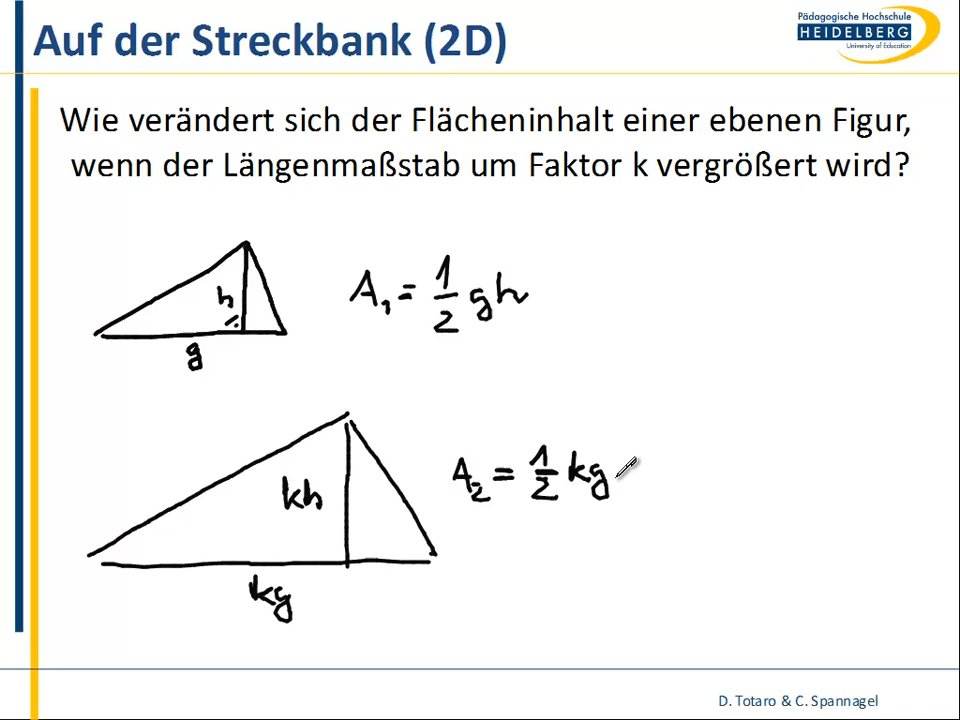 Auf der Streckbank (2D)
Pädagogische Hochschule
HEIDELBERG
University of Education
Wie verändert sich der Flächeninhalt einer ebenen Figur,
wenn der Längenmaßstab um Faktor k vergrößert wird?
h
g
A₁ = 1/2 gh
kh
kg
A₂ = 1/2 kg
D. Totaro & C. Spannagel